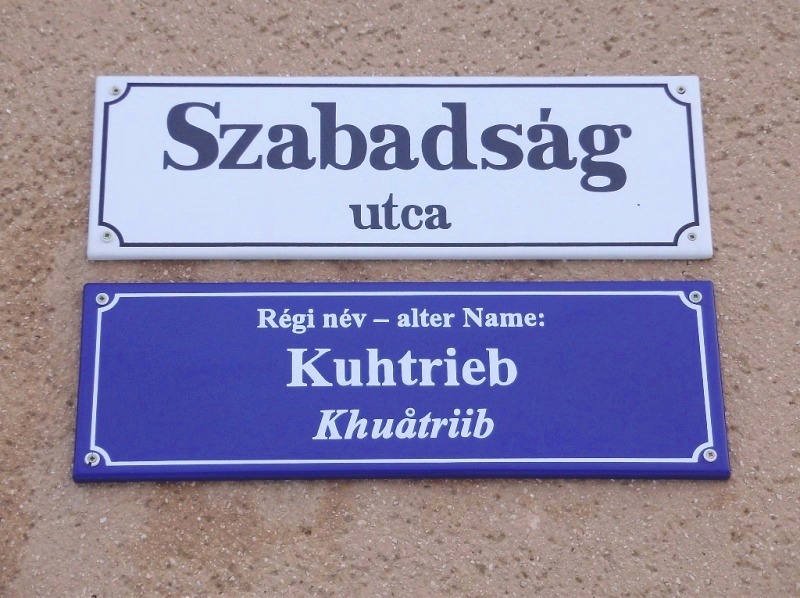 Szabadság
utca
Régi név – alter Name:
Kuhtrieb
Khuåtriib